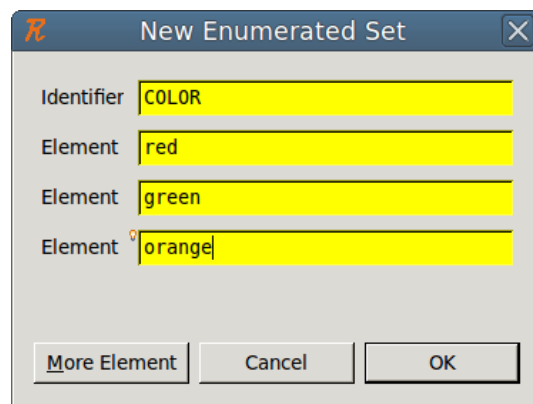 R New Enumerated Set
Identifier COLOR
Element red
Element green
Element orange
More Element Cancel OK